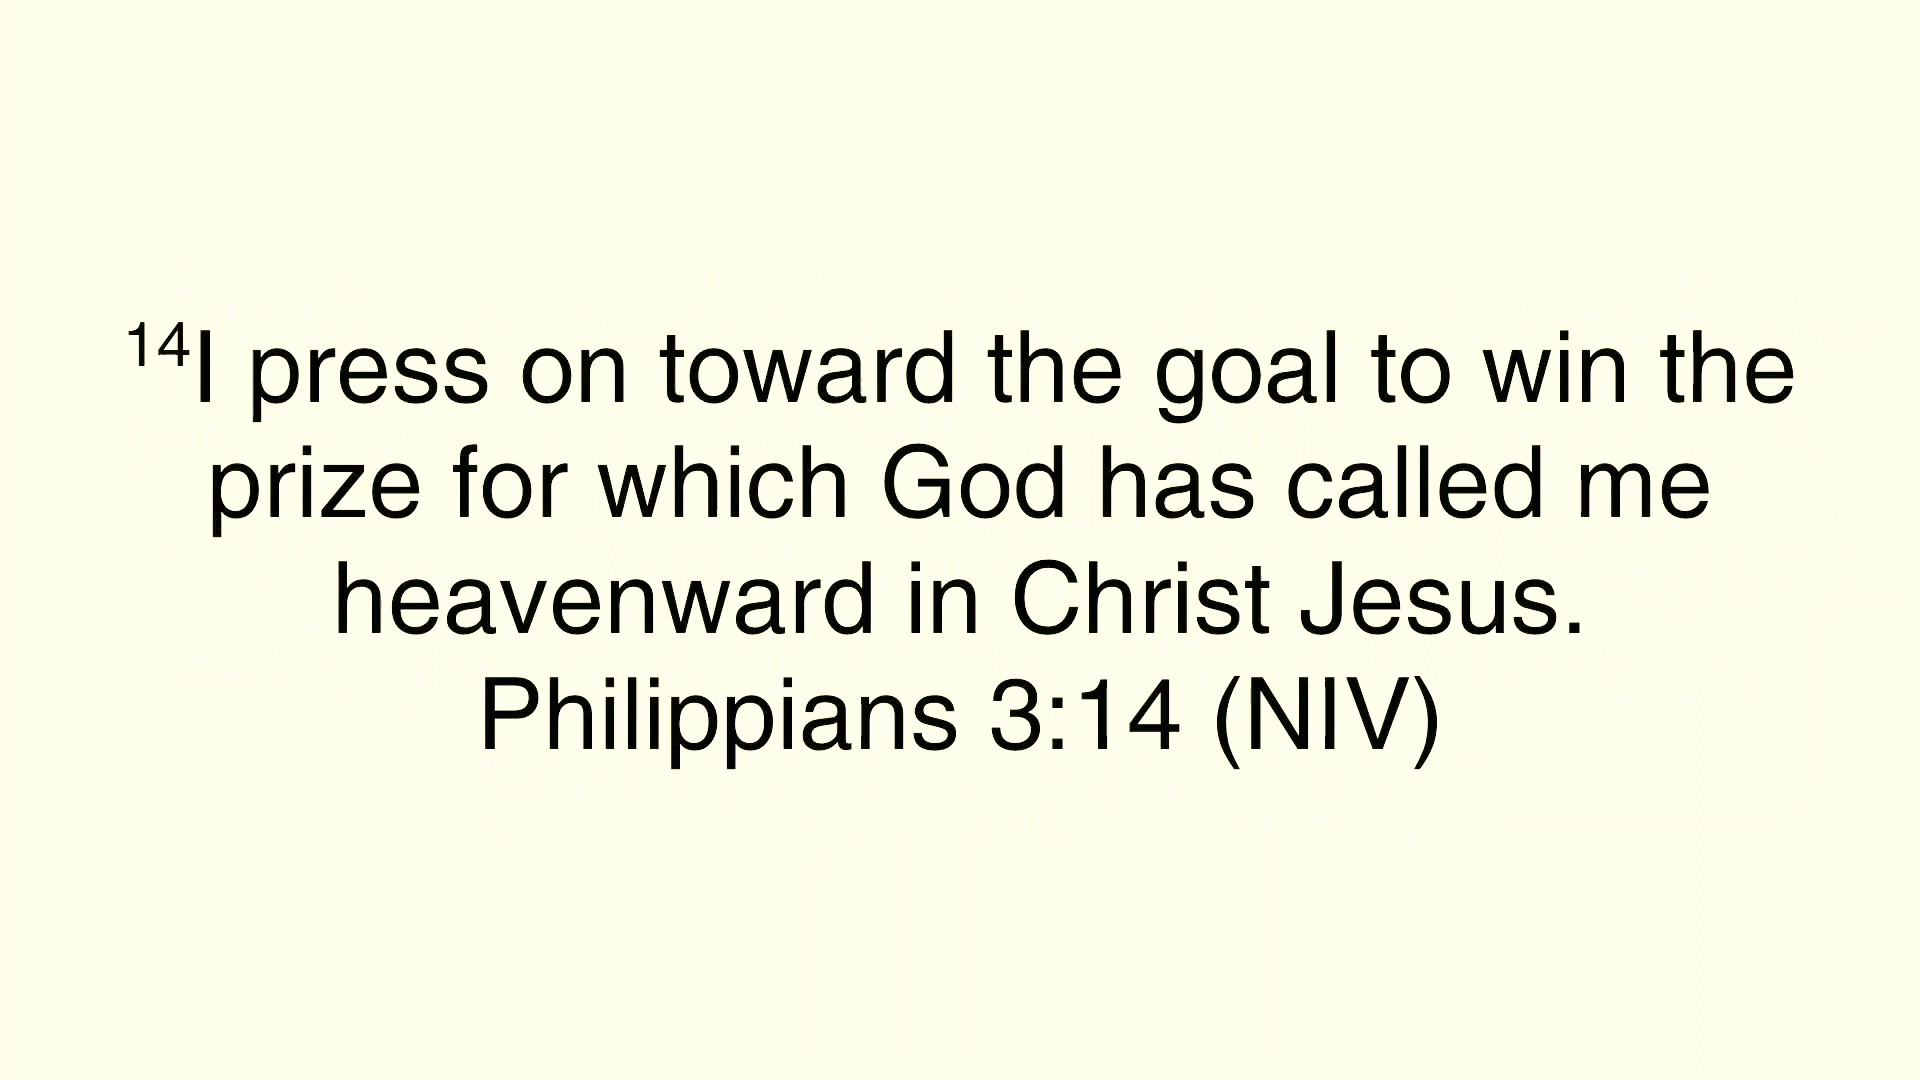 ¹⁴I press on toward the goal to win the
prize for which God has called me
heavenward in Christ Jesus.
Philippians 3:14 (NIV)